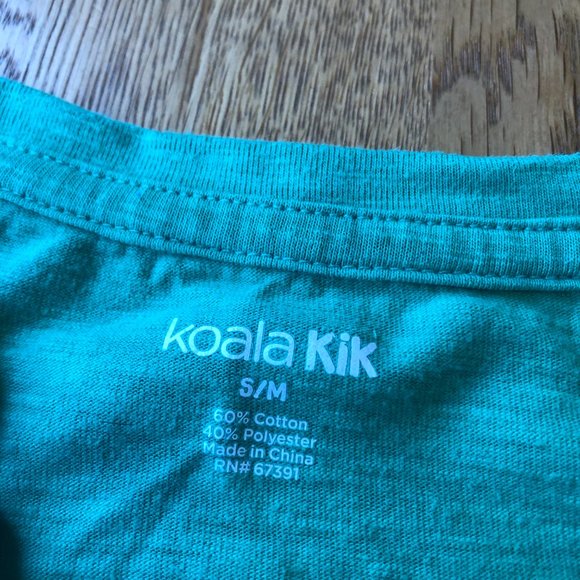 koala Kik
S/M
60% Cotton
40% Polyester
Made in China
RN# 67391